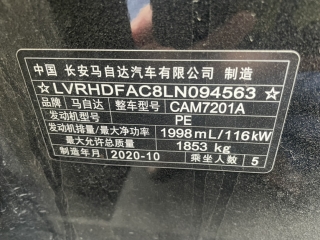 中国 长安马自达汽车有限公司 制造
☆LVRHDFAC8LN094563☆
品牌 马自达 整车型号 CAM7201A
发动机型号 PE
发动机排量/最大净功率 1998mL/116kW
最大允许总质量 1853 kg
制造年月 2020-10 乘坐人数 5